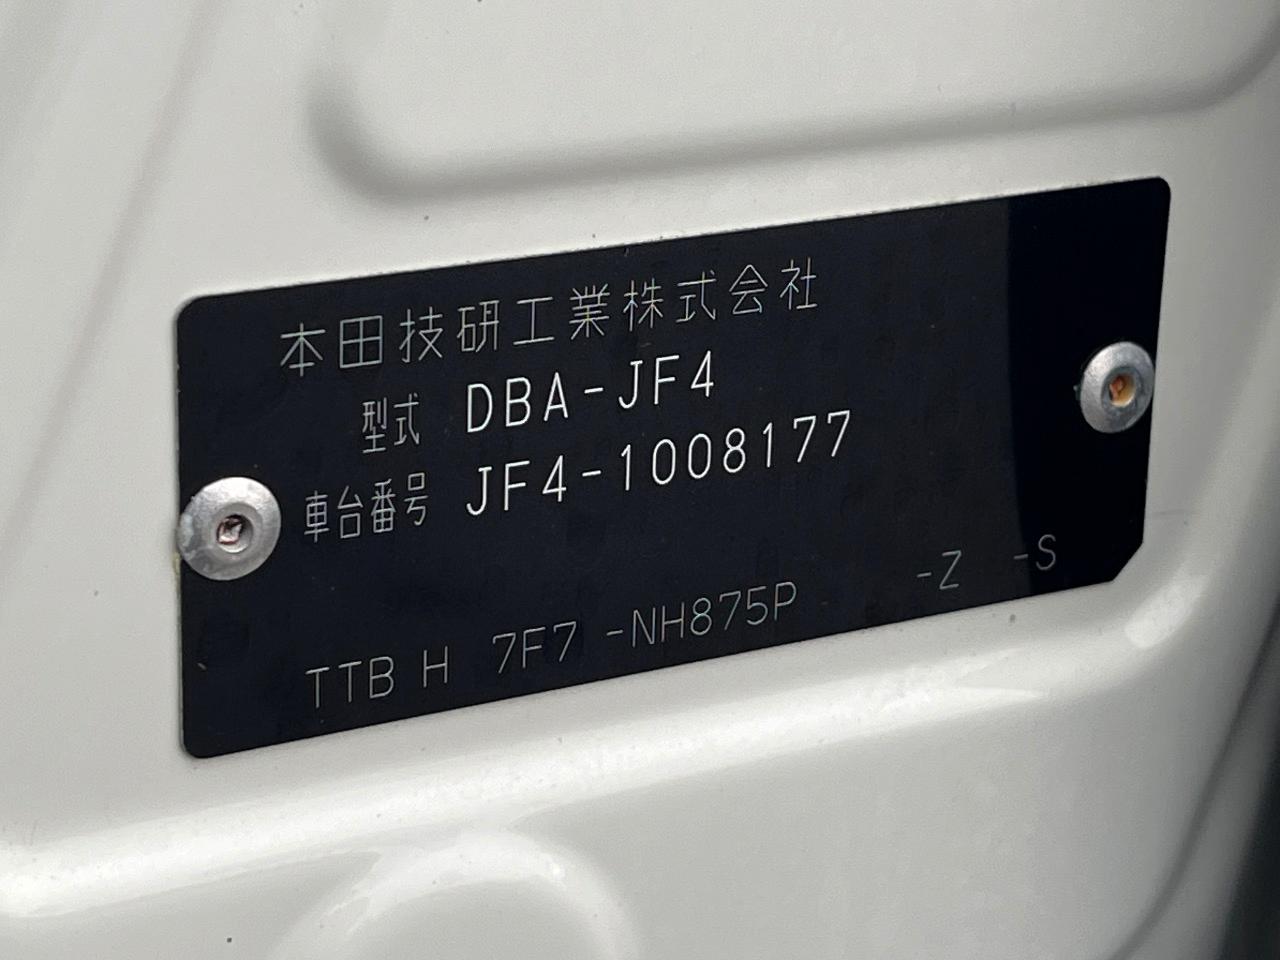 本田技研工業株式会社
型式 DBA-JF4
車台番号 JF4-1008177
TTB H 7F7 -NH875P -Z -S